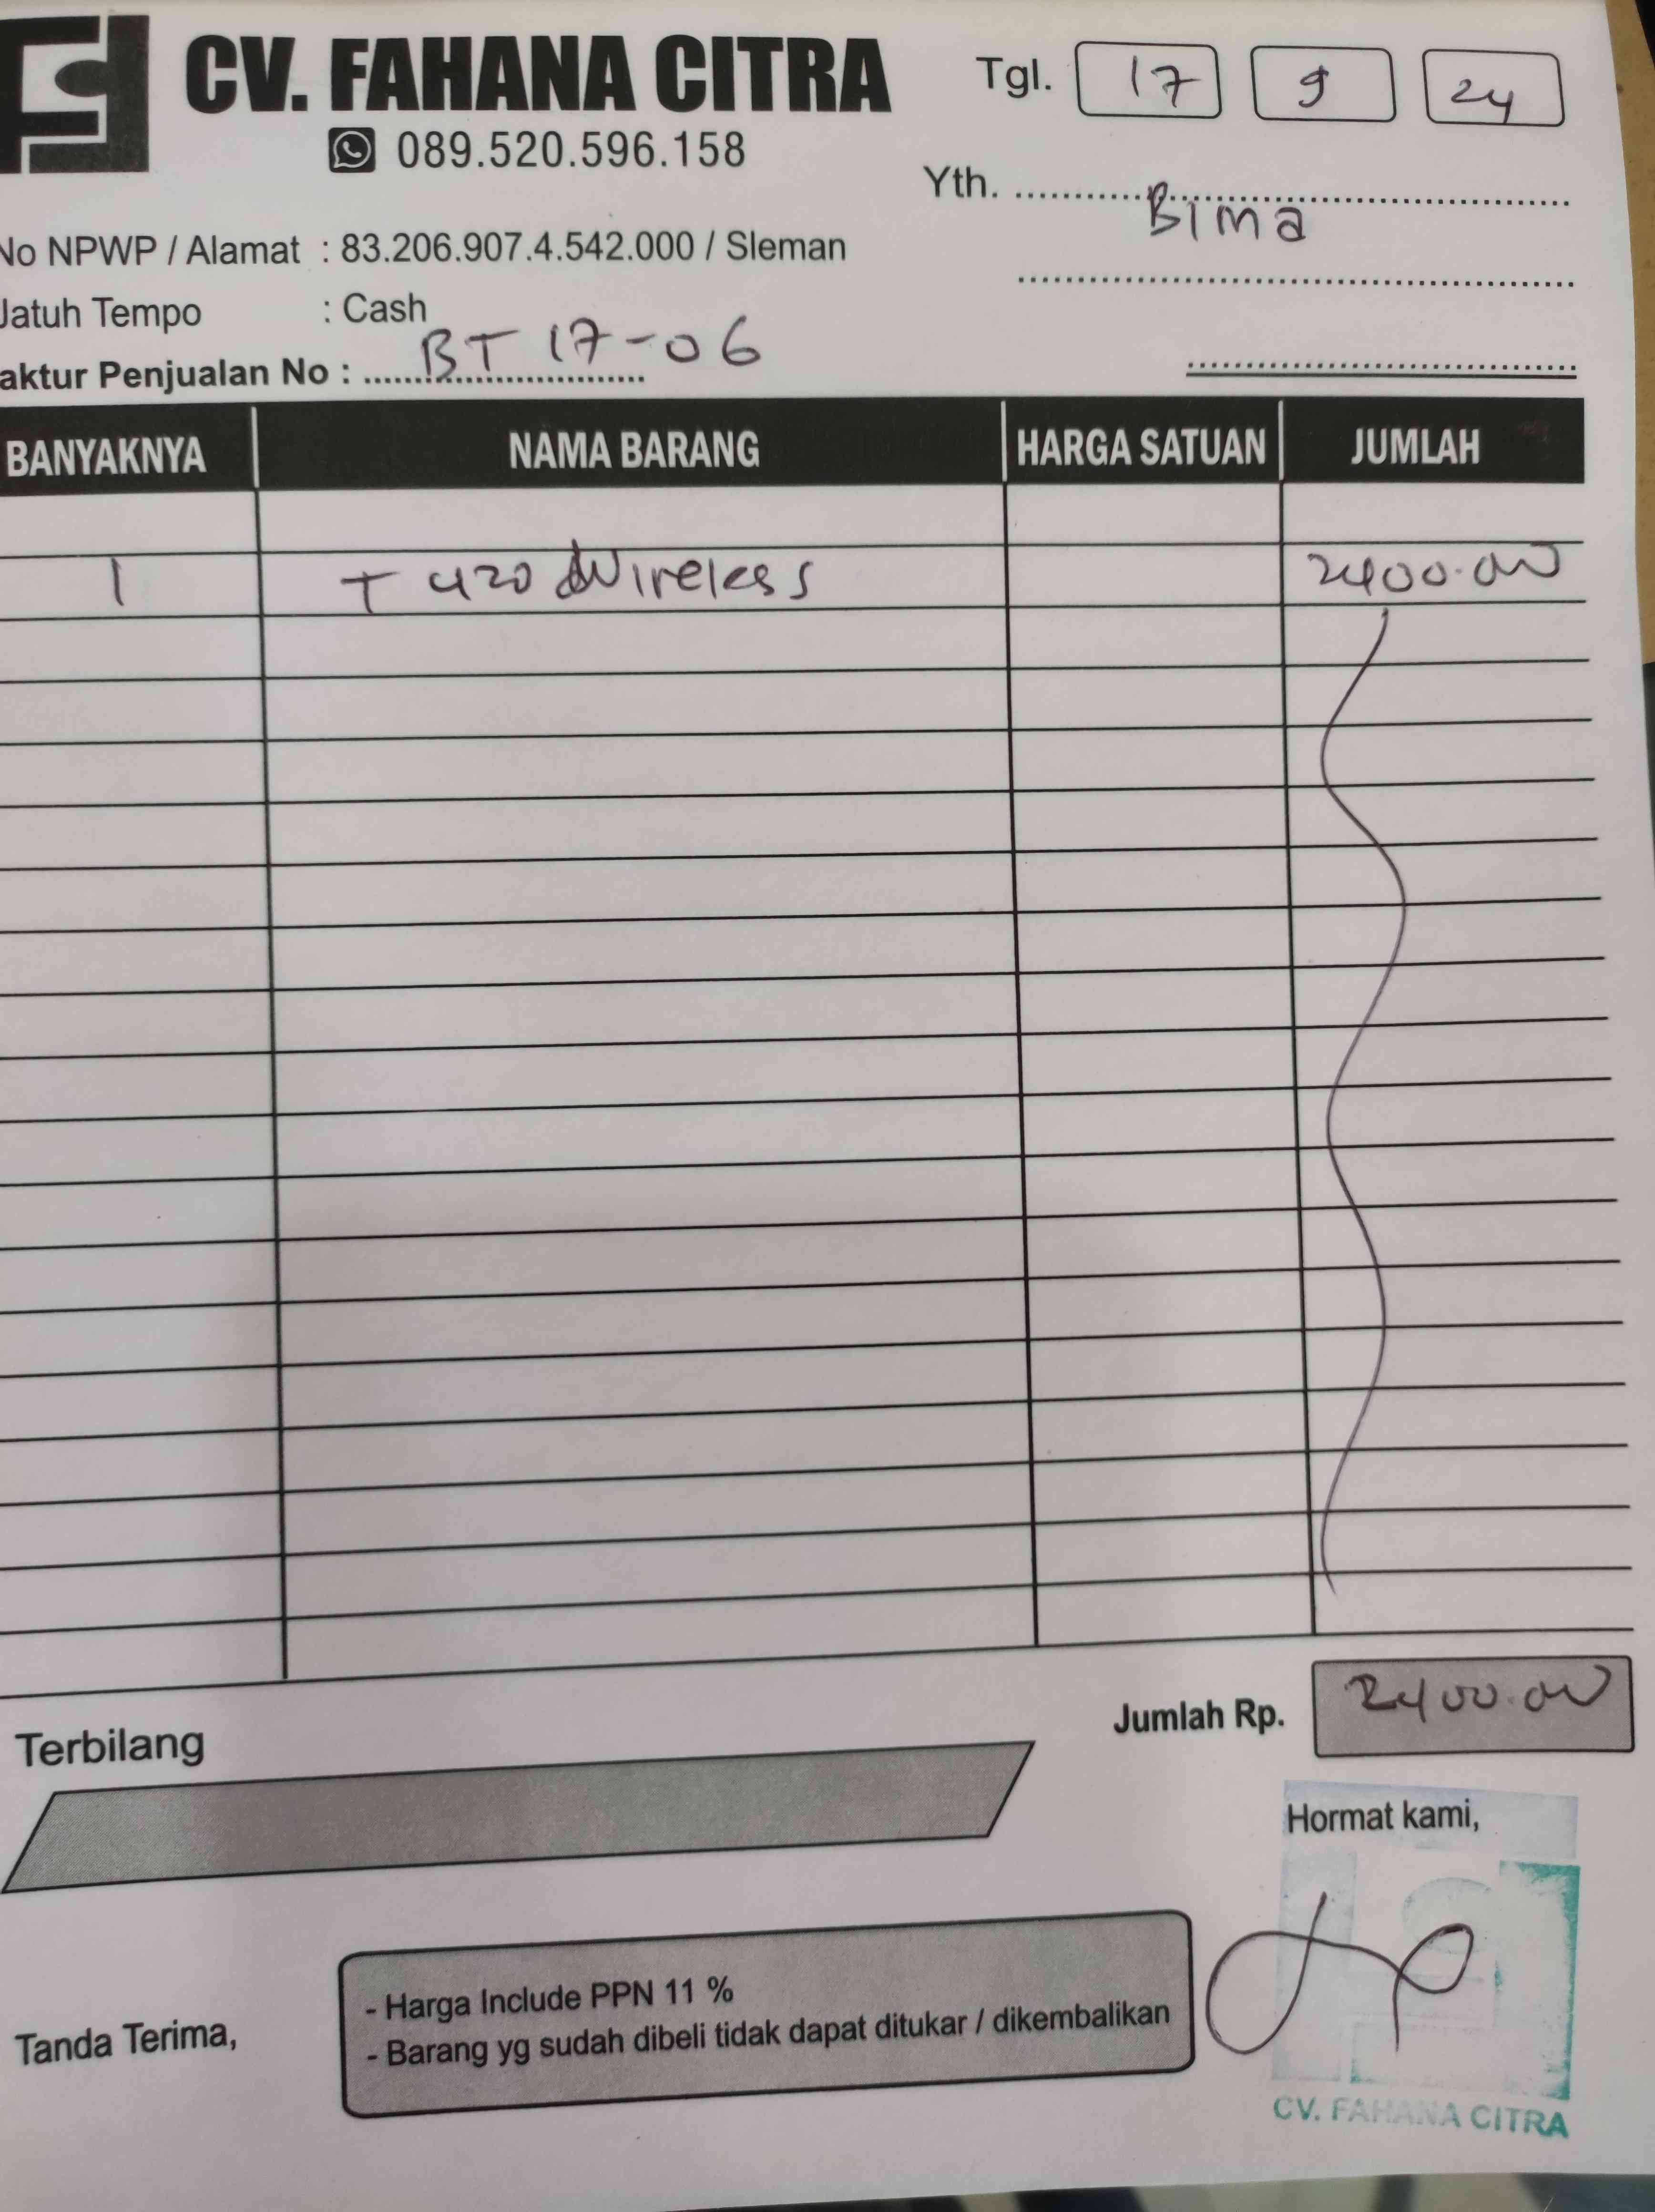 CV. FAHANA CITRA
089.520.596.158
Tgl. 17 9 24
Yth. Bima
No NPWP / Alamat : 83.206.907.4.542.000 / Sleman
Jatuh Tempo : Cash
aktur Penjualan No : BT 17-06
BANYAKNYA NAMA BARANG HARGA SATUAN JUMLAH
1 T 420 Wireless 2400.000
Jumlah Rp. 2400.000
Terbilang
Hormat kami,
- Harga Include PPN 11 %
- Barang yg sudah dibeli tidak dapat ditukar / dikembalikan
Tanda Terima,
CV. FAHANA CITRA